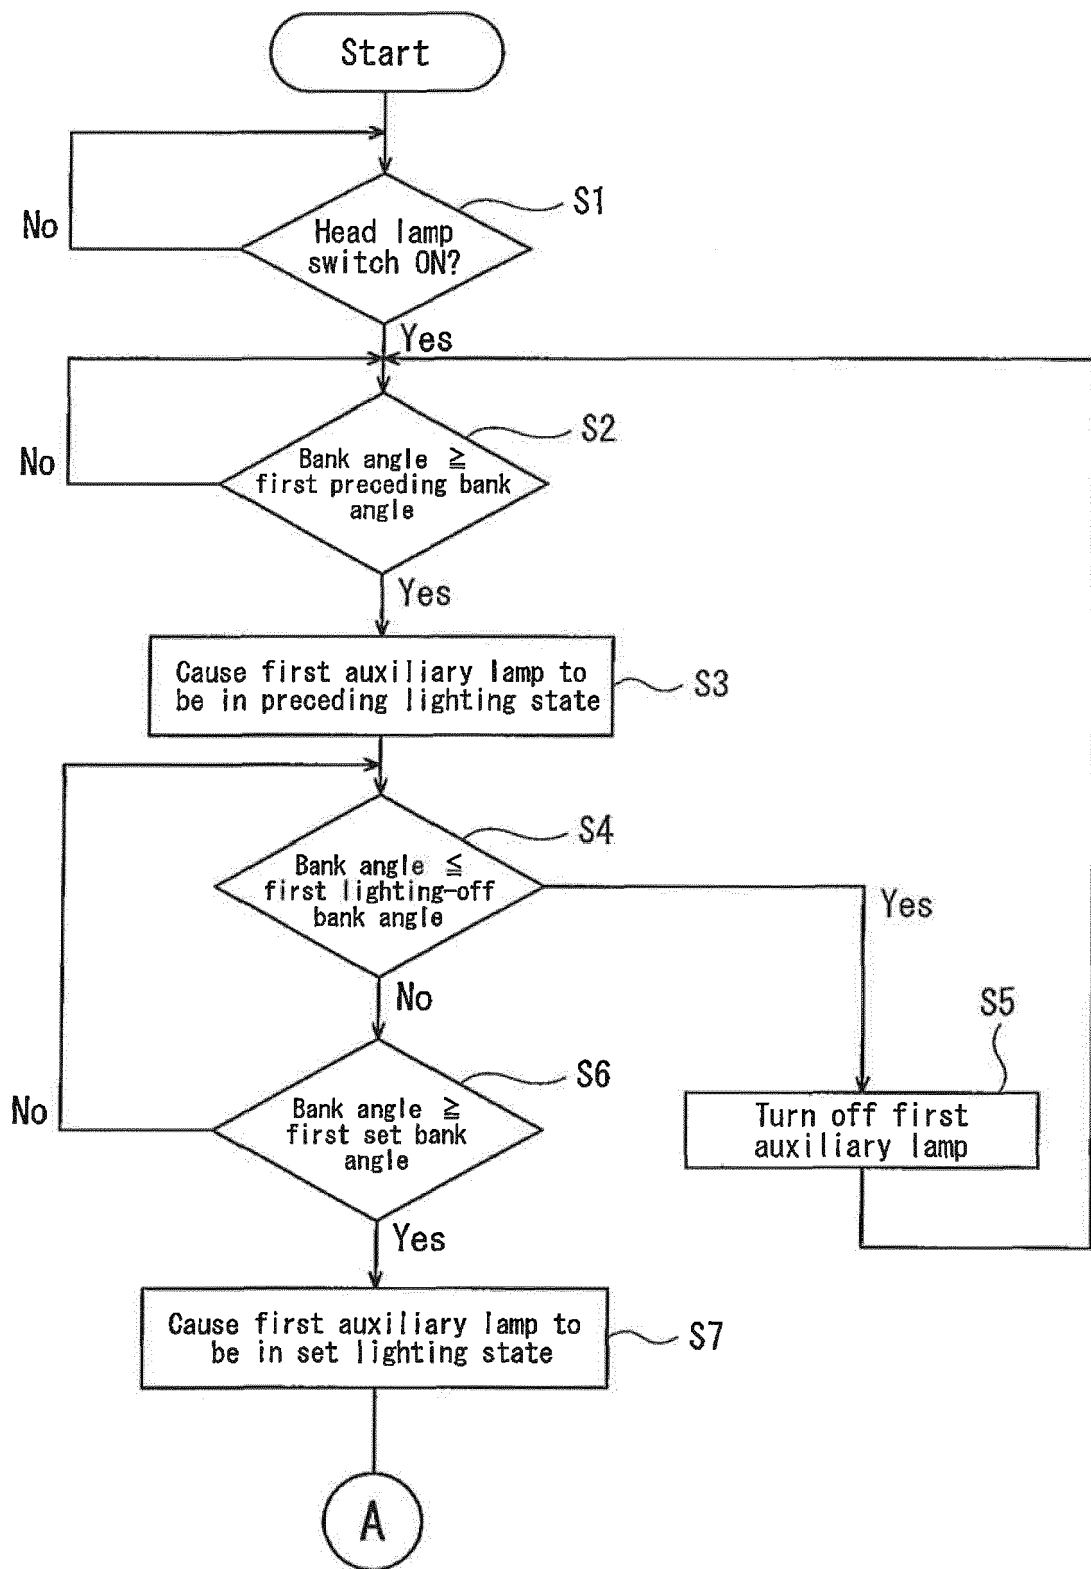 Start
S1
No
Head lamp
switch ON?
Yes
S2
No
Bank angle ≧
first preceding bank
angle
Yes
Cause first auxiliary lamp to
be in preceding lighting state
S3
S4
Bank angle ≦
first lighting-off
bank angle
Yes
No
S5
S6
No
Bank angle ≧
first set bank
angle
Turn off first
auxiliary lamp
Yes
Cause first auxiliary lamp to
be in set lighting state
S7
A